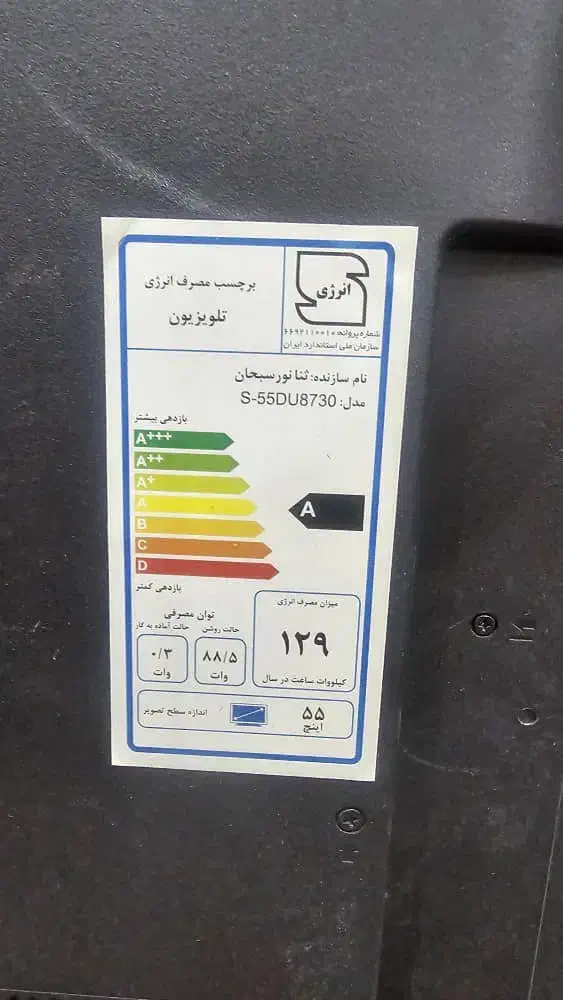 انرژی
برچسب مصرف انرژی
تلویزیون
شماره پروانه: ۶۶۹۲۱۱۰۰۱۰
سازمان ملی استاندارد ایران
نام سازنده: ثنا نور سبحان
مدل: S-55DU8730
بازدهی بیشتر
A+++
A++
A+
A
A
B
C
D
بازدهی کمتر
میزان مصرف انرژی
۱۲۹
کیلووات ساعت در سال
توان مصرفی
حالت روشن
۸۸/۵
وات
حالت آماده به کار
۰/۳
وات
۵۵
اینچ
اندازه سطح تصویر